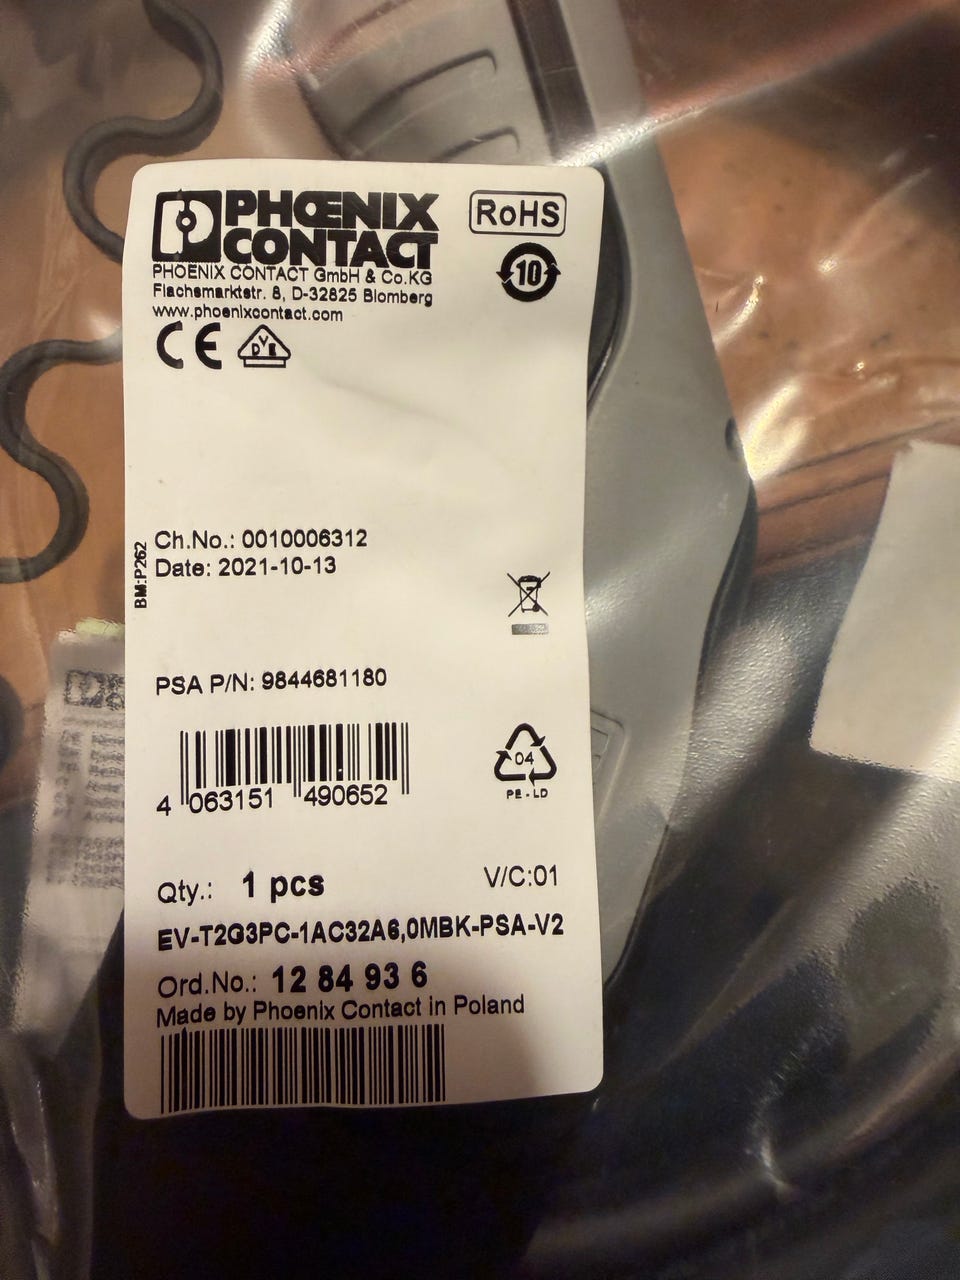 PHŒNIX
CONTACT
RoHS
10
PHOENIX CONTACT GmbH & Co.KG
Flachsmarktstr. 8, D-32825 Blomberg
www.phoenixcontact.com
CE DVE
Ch.No.: 0010006312
Date: 2021-10-13
BM:P262
PSA P/N: 9844681180
4 063151 490652
04
PE-LD
Qty.: 1 pcs
V/C:01
EV-T2G3PC-1AC32A6,0MBK-PSA-V2
Ord.No.: 12 84 93 6
Made by Phoenix Contact in Poland